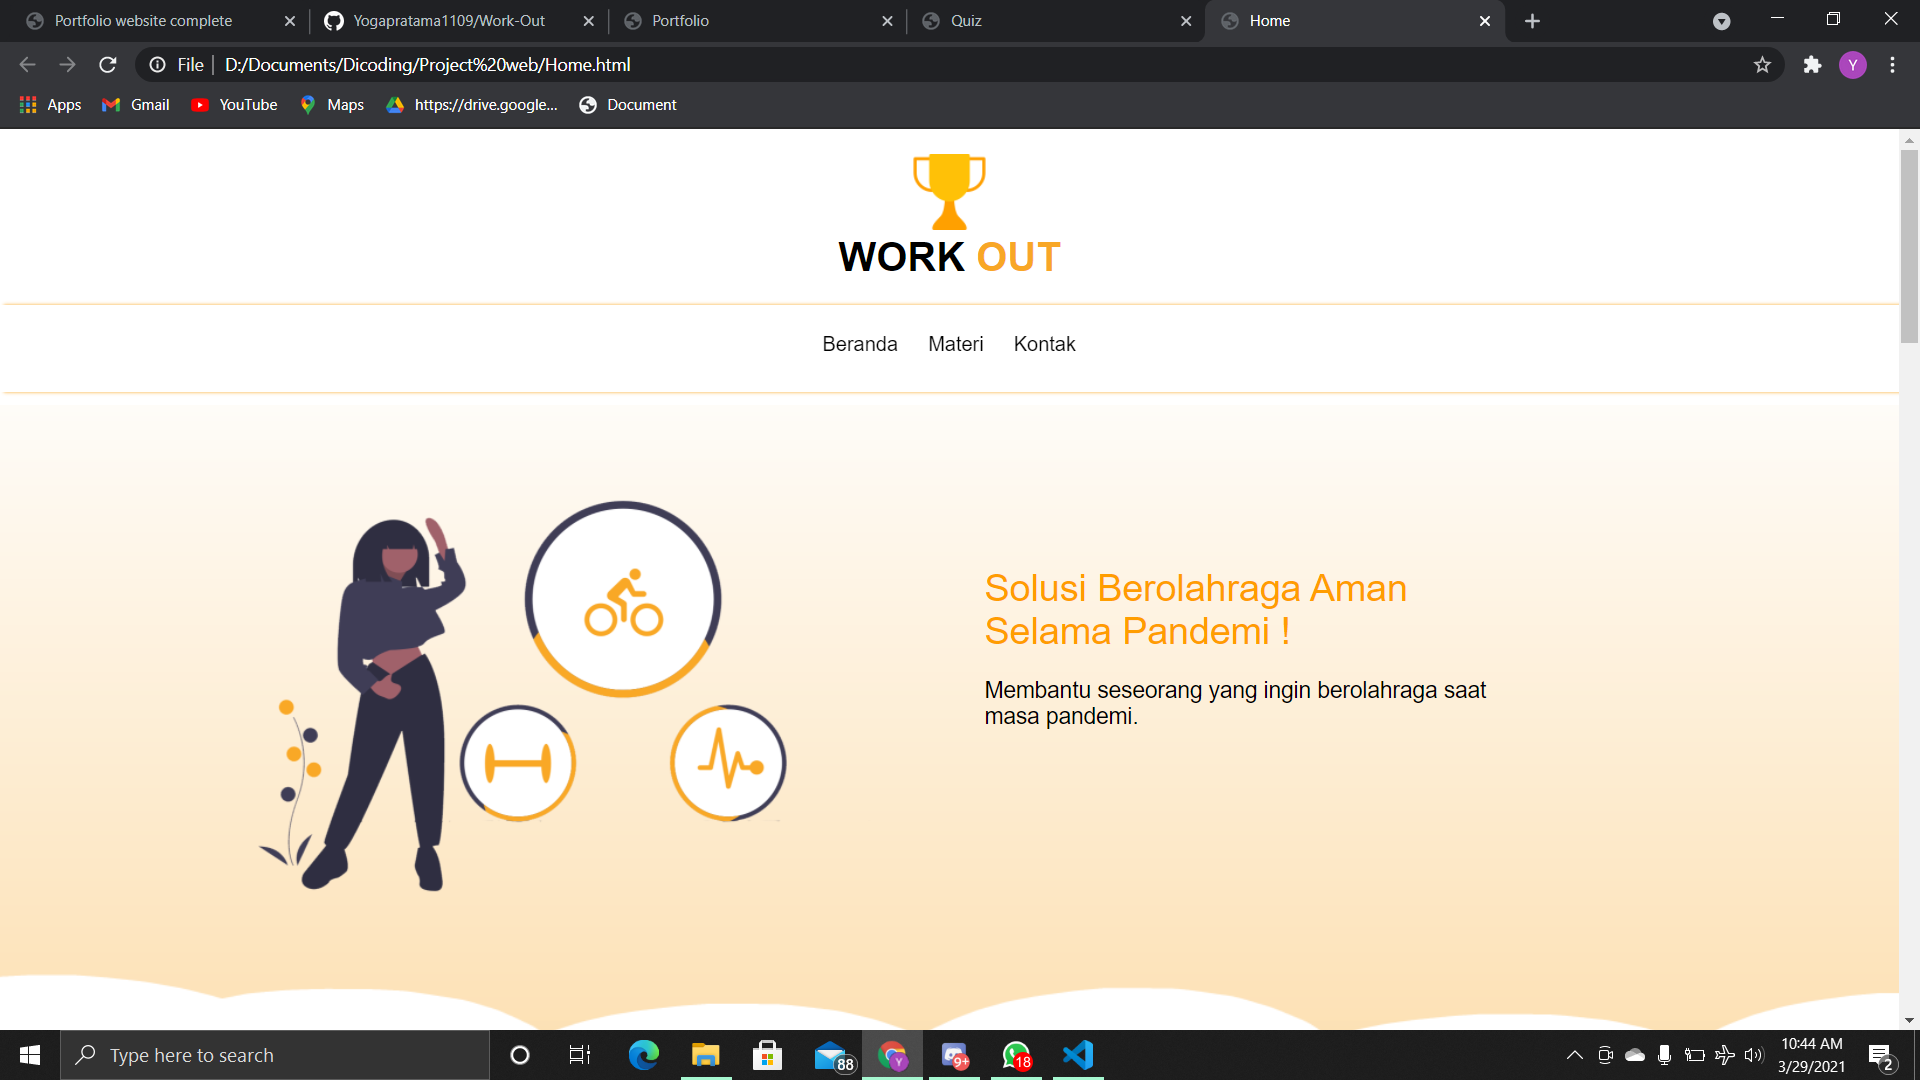 Portfolio website complete
Yogapratama1109/Work-Out
Portfolio
Quiz
Home
File
D:/Documents/Dicoding/Project%20web/Home.html
Y
Apps
Gmail
YouTube
Maps
https://drive.google...
Document
WORK OUT
Beranda
Materi
Kontak
Solusi Berolahraga Aman
Selama Pandemi !
Membantu seseorang yang ingin berolahraga saat
masa pandemi.
Type here to search
88
Y
9+
18
10:44 AM
3/29/2021
2